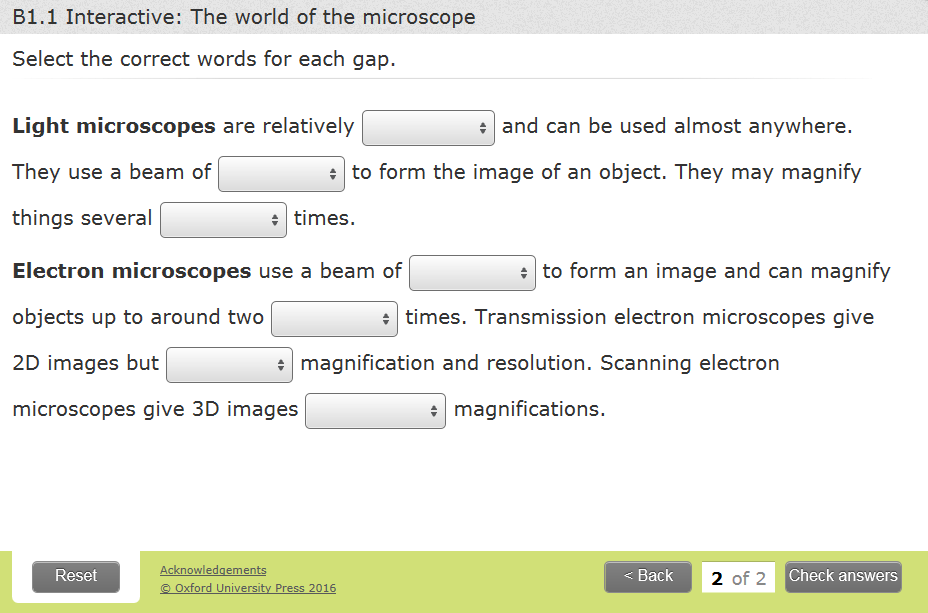 B1.1 Interactive: The world of the microscope
Select the correct words for each gap.
Light microscopes are relatively and can be used almost anywhere.
They use a beam of to form the image of an object. They may magnify
things several times.
Electron microscopes use a beam of to form an image and can magnify
objects up to around two times. Transmission electron microscopes give
2D images but magnification and resolution. Scanning electron
microscopes give 3D images magnifications.
Reset
Acknowledgements
© Oxford University Press 2016
< Back
2 of 2
Check answers